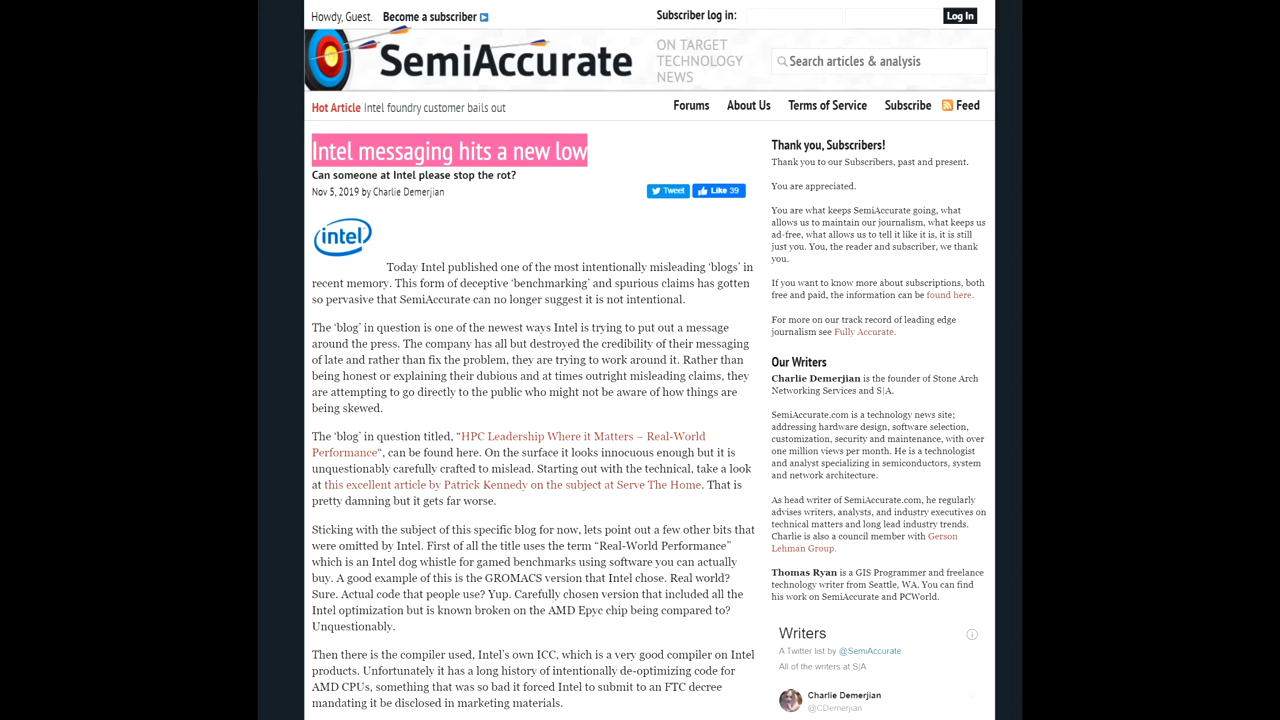 Howdy, Guest. Become a subscriber
Subscriber log in:
Log In
SemiAccurate
ON TARGET
TECHNOLOGY
NEWS
Search articles & analysis
Hot Article Intel foundry customer bails out
Forums About Us Terms of Service Subscribe Feed
Intel messaging hits a new low
Can someone at Intel please stop the rot?
Nov 5, 2019 by Charlie Demerjian
Tweet
Like 39
intel
Today Intel published one of the most intentionally misleading ‘blogs’ in
recent memory. This form of deceptive ‘benchmarking’ and spurious claims has gotten
so pervasive that SemiAccurate can no longer suggest it is not intentional.
The ‘blog’ in question is one of the newest ways Intel is trying to put out a message
around the press. The company has all but destroyed the credibility of their messaging
of late and rather than fix the problem, they are trying to work around it. Rather than
being honest or explaining their dubious and at times outright misleading claims, they
are attempting to go directly to the public who might not be aware of how things are
being skewed.
The ‘blog’ in question titled, “HPC Leadership Where it Matters – Real-World
Performance“, can be found here. On the surface it looks innocuous enough but it is
unquestionably carefully crafted to mislead. Starting out with the technical, take a look
at this excellent article by Patrick Kennedy on the subject at Serve The Home. That is
pretty damning but it gets far worse.
Sticking with the subject of this specific blog for now, lets point out a few other bits that
were omitted by Intel. First of all the title uses the term “Real-World Performance”
which is an Intel dog whistle for gamed benchmarks using software you can actually
buy. A good example of this is the GROMACS version that Intel chose. Real world?
Sure. Actual code that people use? Yup. Carefully chosen version that included all the
Intel optimization but is known broken on the AMD Epyc chip being compared to?
Unquestionably.
Then there is the compiler used, Intel’s own ICC, which is a very good compiler on Intel
products. Unfortunately it has a long history of intentionally de-optimizing code for
AMD CPUs, something that was so bad it forced Intel to submit to an FTC decree
mandating it be disclosed in marketing materials.
Thank you, Subscribers!
Thank you to our Subscribers, past and present.
You are appreciated.
You are what keeps SemiAccurate going, what
allows us to maintain our journalism, what keeps us
ad-free, what allows us to tell it like it is, it is still
just you. You, the reader and subscriber, we thank
you.
If you want to know more about subscriptions, both
free and paid, the information can be found here.
For more on our track record of leading edge
journalism see Fully Accurate.
Our Writers
Charlie Demerjian is the founder of Stone Arch
Networking Services and S|A.
SemiAccurate.com is a technology news site;
addressing hardware design, software selection,
customization, security and maintenance, with over
one million views per month. He is a technologist
and analyst specializing in semiconductors, system
and network architecture.
As head writer of SemiAccurate.com, he regularly
advises writers, analysts, and industry executives on
technical matters and long lead industry trends.
Charlie is also a council member with Gerson
Lehman Group.
Thomas Ryan is a GIS Programmer and freelance
technology writer from Seattle, WA. You can find
his work on SemiAccurate and PCWorld.
Writers
A Twitter list by @SemiAccurate
All of the writers at S|A
Charlie Demerjian
@CDemerjian